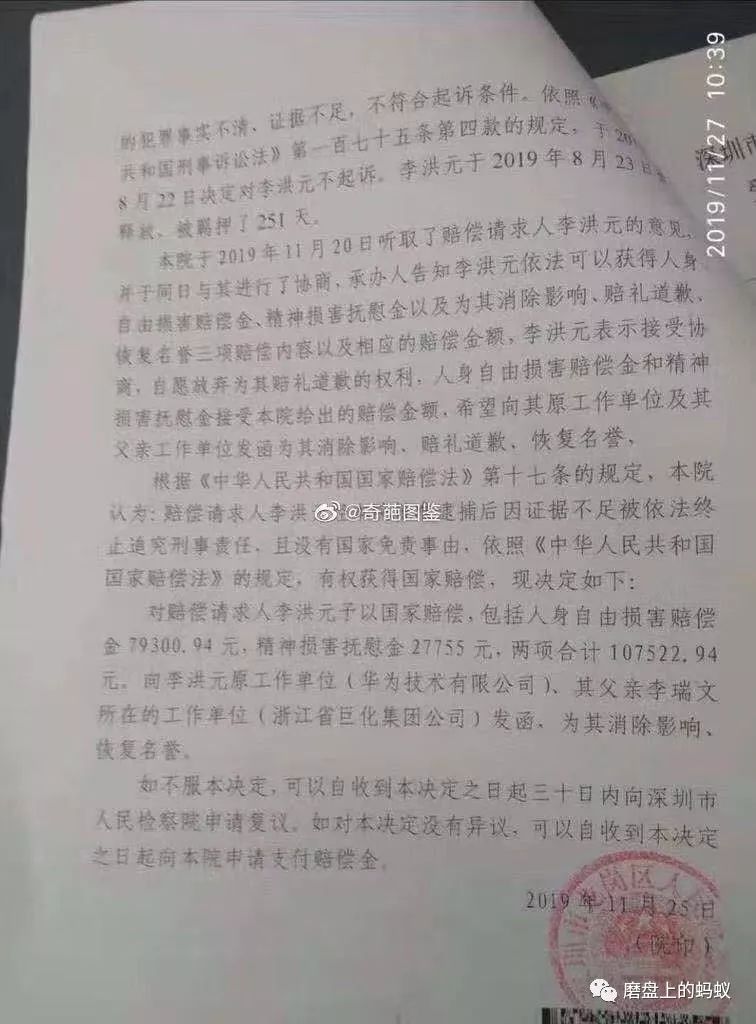 2019/11/27 10:39
深圳市
的犯罪事实不清、证据不足,不符合起诉条件。依照《
共和国刑事诉讼法》第一百七十五条第四款的规定,于20
8月22日决定对李洪元不起诉。李洪元于2019年8月23日
释放、被羁押了251天。
本院于2019年11月20日听取了赔偿请求人李洪元的意见,
并于同日与其进行了协商,承办人告知李洪元依法可以获得人身
自由损害赔偿金、精神损害抚慰金以及为其消除影响、赔礼道歉、
恢复名誉三项赔偿内容以及相应的赔偿金额,李洪元表示接受协
商,自愿放弃为其赔礼道歉的权利,人身自由损害赔偿金和精神
损害抚慰金接受本院给出的赔偿金额,希望向其原工作单位及其
父亲工作单位发函为其消除影响、赔礼道歉、恢复名誉,
根据《中华人民共和国国家赔偿法》第十七条的规定,本院
认为:赔偿请求人李洪 @奇葩图鉴 逮捕后因证据不足被依法终
止追究刑事责任,且没有国家免责事由,依照《中华人民共和国
国家赔偿法》的规定,有权获得国家赔偿,现决定如下:
对赔偿请求人李洪元予以国家赔偿,包括人身自由损害赔偿
金79300.94元,精神损害抚慰金27755元,两项合计107522.94
元。向李洪元原工作单位(华为技术有限公司)、其父亲李瑞文
所在的工作单位(浙江省巨化集团公司)发函,为其消除影响、
恢复名誉。
如不服本决定,可以自收到本决定之日起三十日内向深圳市
人民检察院申请复议。如对本决定没有异议,可以自收到本决定
之日起向本院申请支付赔偿金。
2019年11月25日
(院印)
岗区人
磨盘上的蚂蚁